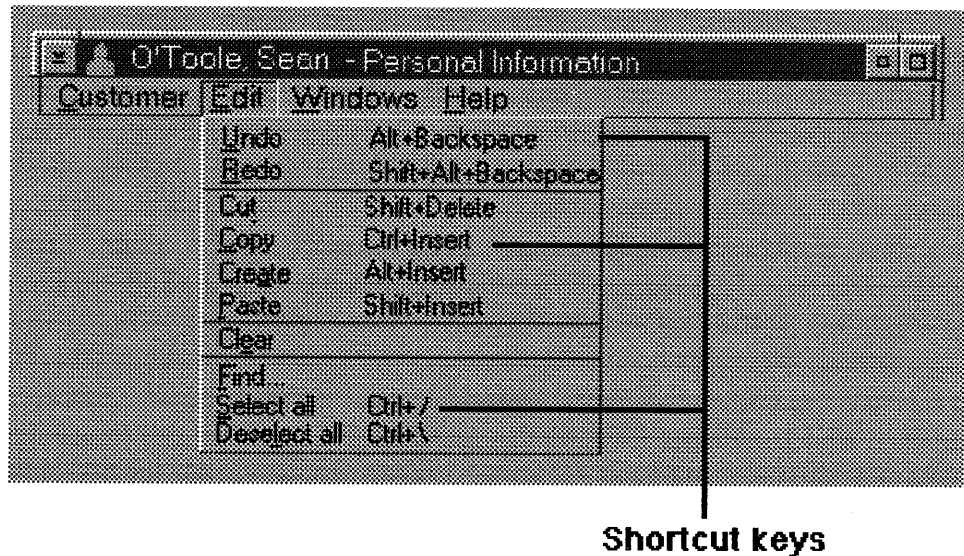 O'Toole, Sean - Personal Information
Customer Edit Windows Help
Undo Alt+Backspace
Redo Shift+Alt+Backspace
Cut Shift+Delete
Copy Ctrl+Insert
Create Alt+Insert
Paste Shift+Insert
Clear
Find...
Select all Ctrl+/
Deselect all Ctrl+\
Shortcut keys